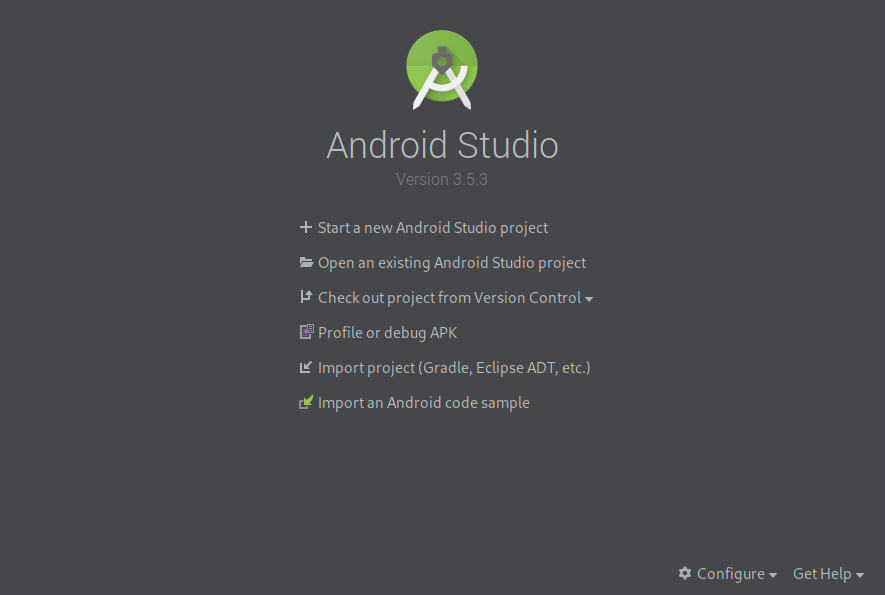 Android Studio
Version 3.5.3
Start a new Android Studio project
Open an existing Android Studio project
Check out project from Version Control
Profile or debug APK
Import project (Gradle, Eclipse ADT, etc.)
Import an Android code sample
Configure Get Help